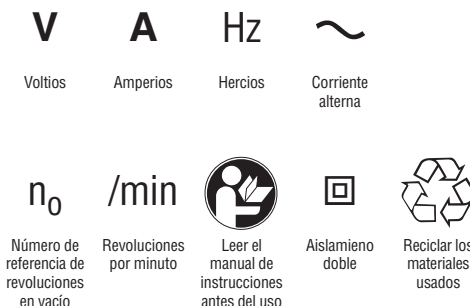 V A Hz
Voltios Amperios Hercios Corriente
alterna
n₀ /min
Número de Revoluciones Leer el Aislamieno Reciclar los
referencia de por minuto manual de doble materiales
revoluciones instrucciones usados
en vacío antes del uso